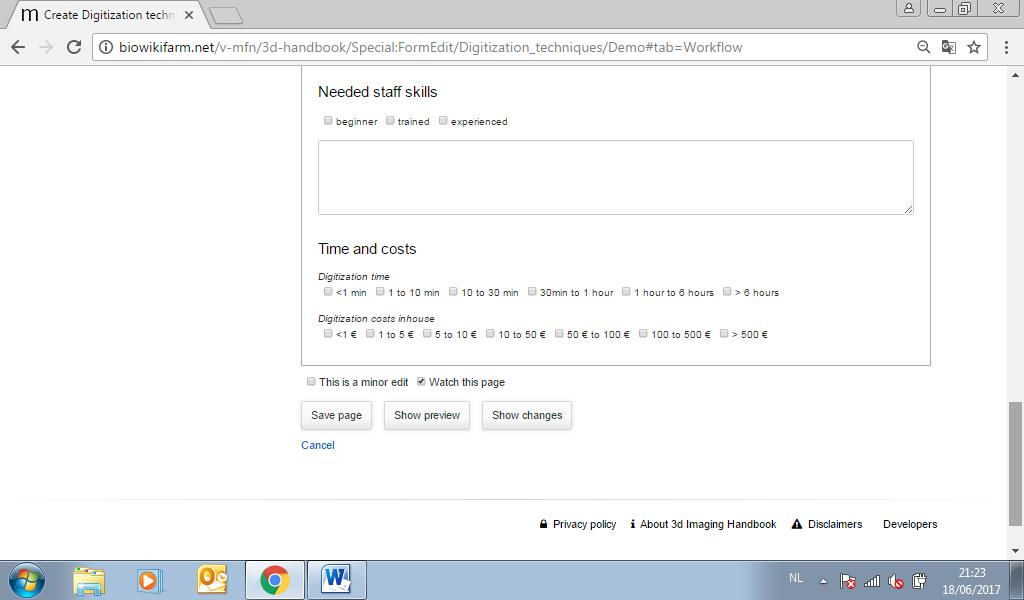 m Create Digitization techn
biowikifarm.net/v-mfn/3d-handbook/Special:FormEdit/Digitization_techniques/Demo#tab=Workflow
Needed staff skills
beginner trained experienced
Time and costs
Digitization time
<1 min 1 to 10 min 10 to 30 min 30min to 1 hour 1 hour to 6 hours > 6 hours
Digitization costs inhouse
<1 € 1 to 5 € 5 to 10 € 10 to 50 € 50 € to 100 € 100 to 500 € > 500 €
This is a minor edit Watch this page
Save page Show preview Show changes
Cancel
Privacy policy About 3d Imaging Handbook Disclaimers Developers
NL 21:23
18/06/2017